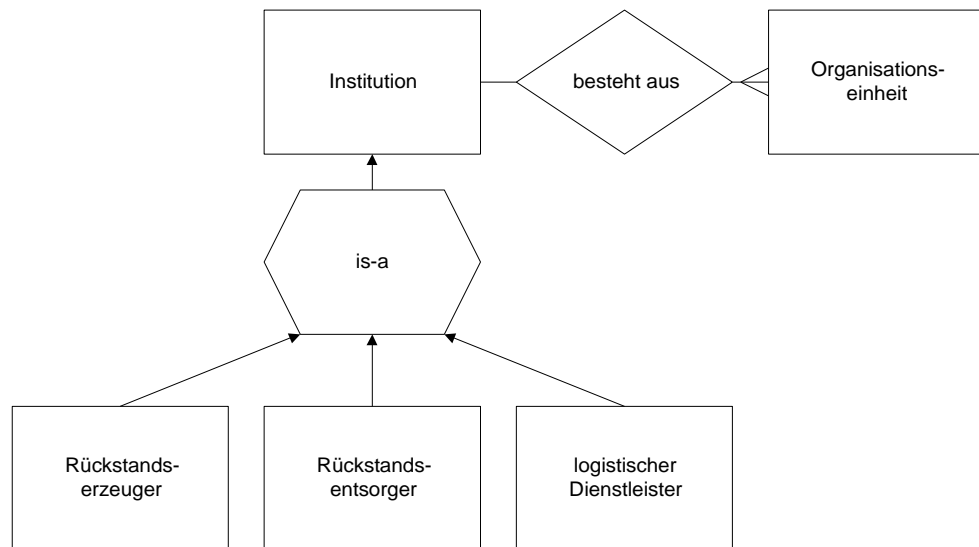 Institution
besteht aus
Organisations-
einheit
is-a
Rückstands-
erzeuger
Rückstands-
entsorger
logistischer
Dienstleister